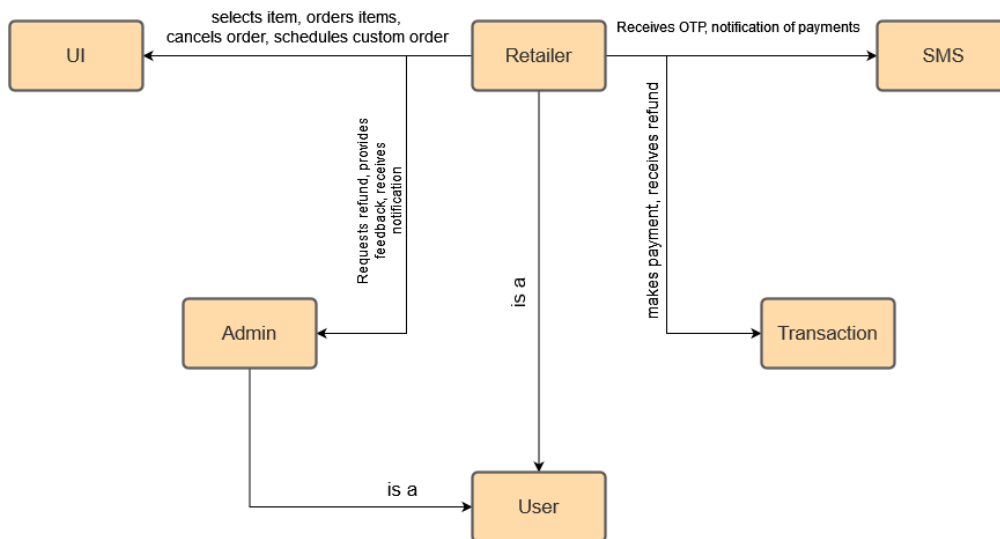 selects item, orders items,
cancels order, schedules custom order
Receives OTP, notification of payments
UI
Retailer
SMS
Requests refund, provides
feedback, receives
notification
makes payment, receives refund
is a
Admin
Transaction
is a
User